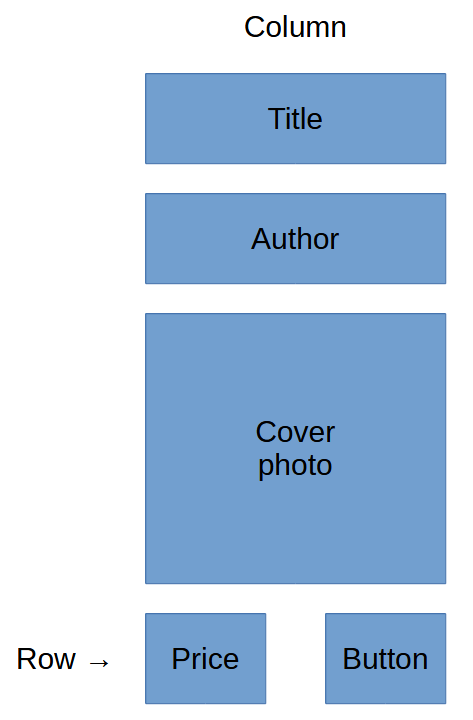 Column
Title
Author
Cover
photo
Row → Price Button